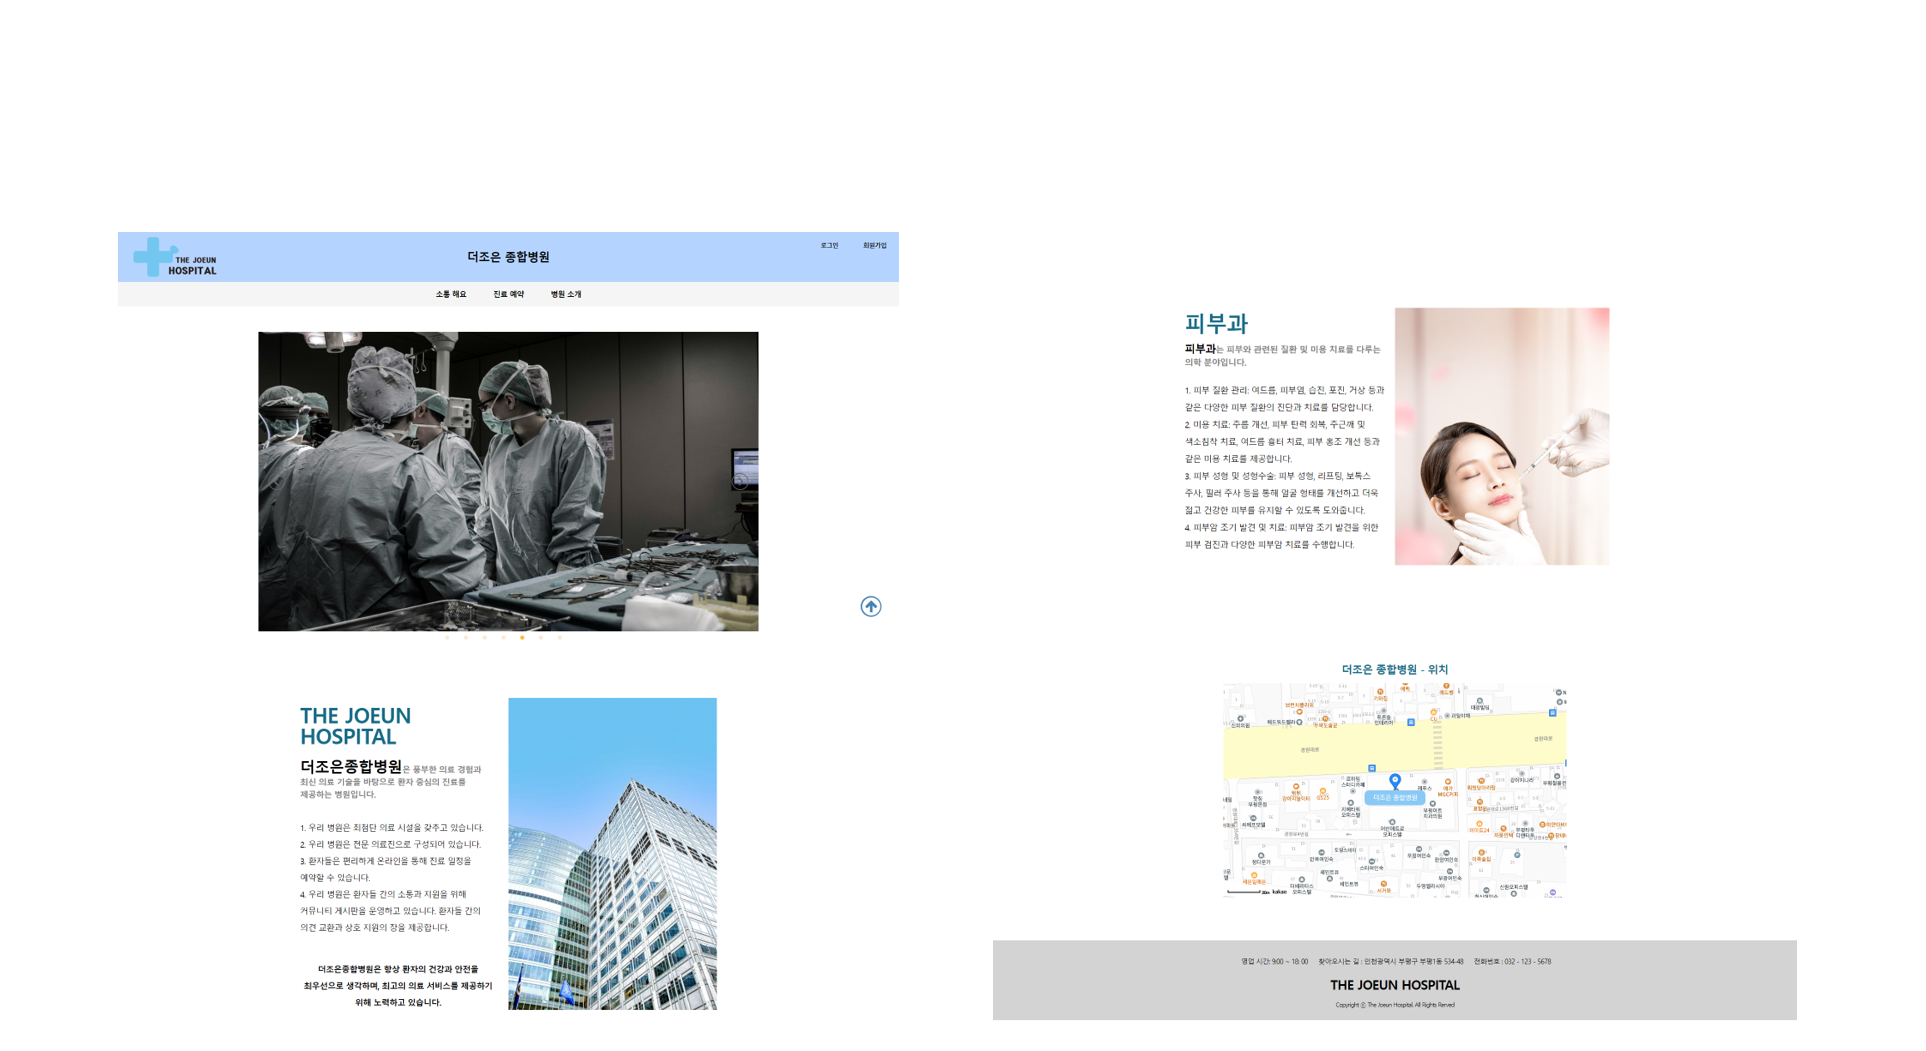 THE JOEUN
HOSPITAL
더조은 종합병원
로그인
회원가입
소통 해요
진료 예약
병원 소개
THE JOEUN
HOSPITAL
더조은종합병원은 풍부한 의료 경험과
최신 의료 기술을 바탕으로 환자 중심의 진료를
제공하는 병원입니다.
1. 우리 병원은 최첨단 의료 시설을 갖추고 있습니다.
2. 우리 병원은 전문 의료진으로 구성되어 있습니다.
3. 환자들은 편리하게 온라인을 통해 진료 일정을
예약할 수 있습니다.
4. 우리 병원은 환자들 간의 소통과 지원을 위해
커뮤니티 게시판을 운영하고 있습니다. 환자들 간의
의견 교환과 상호 지원의 장을 제공합니다.
더조은종합병원은 항상 환자의 건강과 안전을
최우선으로 생각하며, 최고의 의료 서비스를 제공하기
위해 노력하고 있습니다.
피부과
피부과는 피부와 관련된 질환 및 미용 치료를 다루는
의학 분야입니다.
1. 피부 질환 관리: 여드름, 피부염, 습진, 포진, 거상 등과
같은 다양한 피부 질환의 진단과 치료를 담당합니다.
2. 미용 치료: 주름 개선, 피부 탄력 회복, 주근깨 및
색소침착 치료, 여드름 흉터 치료, 피부 홍조 개선 등과
같은 미용 치료를 제공합니다.
3. 피부 성형 및 성형수술: 피부 성형, 리프팅, 보톡스
주사, 필러 주사 등을 통해 얼굴 형태를 개선하고 더욱
젊고 건강한 피부를 유지할 수 있도록 도와줍니다.
4. 피부암 조기 발견 및 치료: 피부암 조기 발견을 위한
피부 검진과 다양한 피부암 치료를 수행합니다.
더조은 종합병원 - 위치
더조은 종합병원
GS25
CU
kakao
영업 시간: 9:00 ~ 18: 00
찾아오시는 길 : 인천광역시 부평구 부평1동 534-48
전화번호 : 032 - 123 - 5678
THE JOEUN HOSPITAL
Copyright ⓒ The Joeun Hospital. All Rights Rerved